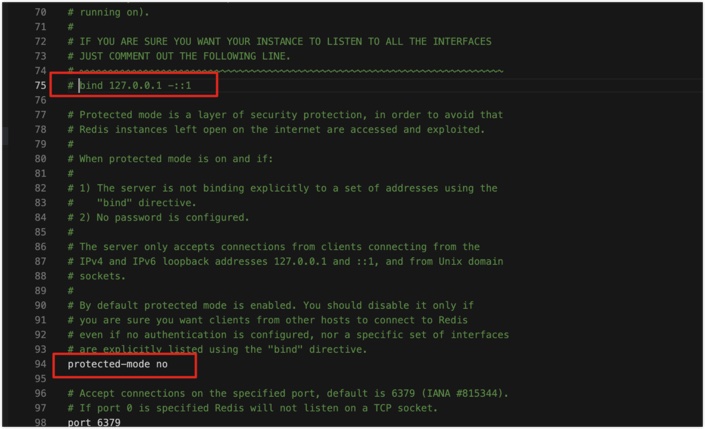 70 # running on).
71 #
72 # IF YOU ARE SURE YOU WANT YOUR INSTANCE TO LISTEN TO ALL THE INTERFACES
73 # JUST COMMENT OUT THE FOLLOWING LINE.
74 # ~~~~~~~~~~~~~~~~~~~~~~~~~~~~~~~~~~~~~~~~~~~~~~~~~~~~~~~~~~~~~~~~~~~~~~~~
75 # bind 127.0.0.1 -::1
76
77 # Protected mode is a layer of security protection, in order to avoid that
78 # Redis instances left open on the internet are accessed and exploited.
79 #
80 # When protected mode is on and if:
81 #
82 # 1) The server is not binding explicitly to a set of addresses using the
83 #    "bind" directive.
84 # 2) No password is configured.
85 #
86 # The server only accepts connections from clients connecting from the
87 # IPv4 and IPv6 loopback addresses 127.0.0.1 and ::1, and from Unix domain
88 # sockets.
89 #
90 # By default protected mode is enabled. You should disable it only if
91 # you are sure you want clients from other hosts to connect to Redis
92 # even if no authentication is configured, nor a specific set of interfaces
93 # are explicitly listed using the "bind" directive.
94 protected-mode no
95
96 # Accept connections on the specified port, default is 6379 (IANA #815344).
97 # If port 0 is specified Redis will not listen on a TCP socket.
98 port 6379